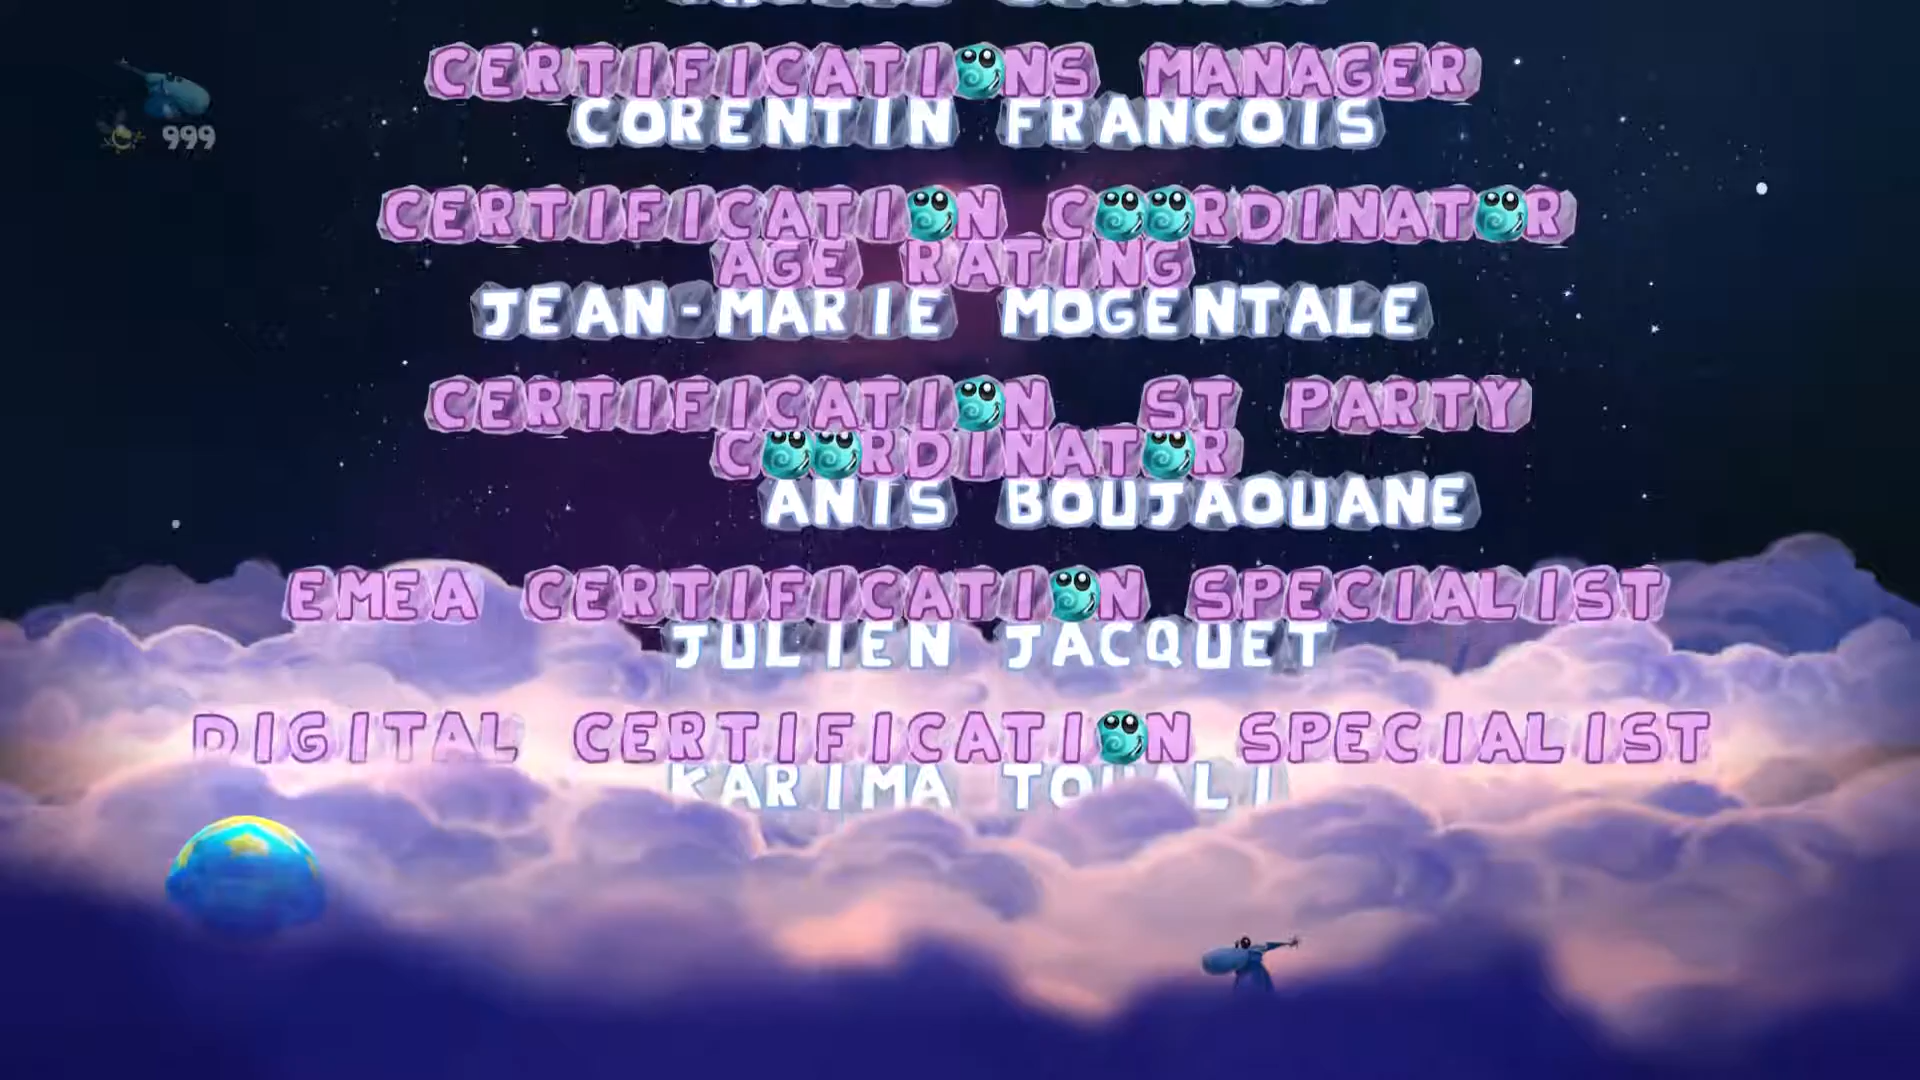 999
CERTIFICATIONS MANAGER
CORENTIN FRANCOIS
CERTIFICATION COORDINATOR
AGE RATING
JEAN-MARIE MOGENTALE
CERTIFICATION ST PARTY
COORDINATOR
ANIS BOUJAOUANE
EMEA CERTIFICATION SPECIALIST
JULIEN JACQUET
DIGITAL CERTIFICATION SPECIALIST
KARIMA